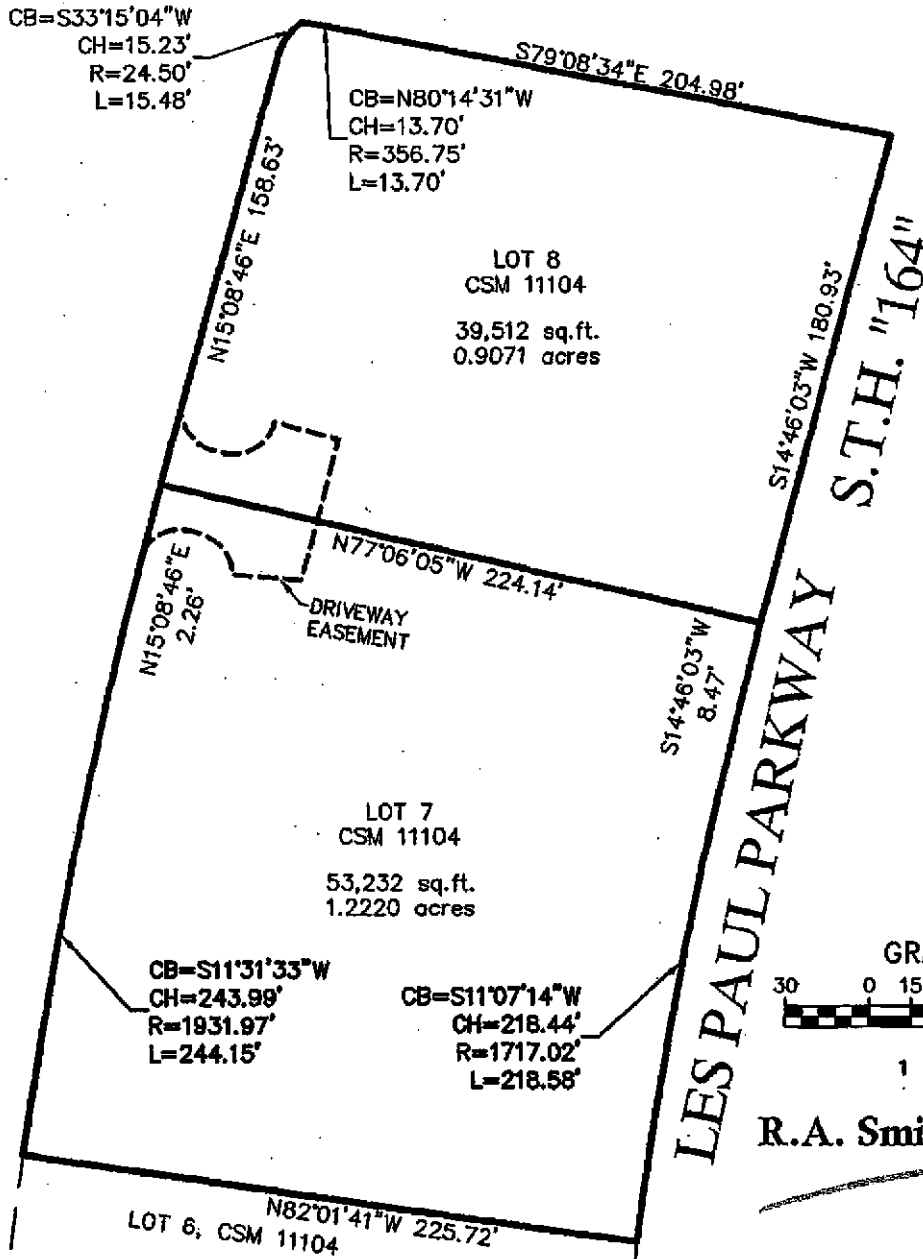 CB=S33°15'04"W
CH=15.23'
R=24.50'
L=15.48'
S79°08'34"E 204.98'
CB=N80°14'31"W
CH=13.70'
R=356.75'
L=13.70'
N15°08'46"E 158.63'
LOT 8
CSM 11104
39,512 sq.ft.
0.9071 acres
S14°46'03"W 180.93'
S.T.H. "164"
N77°06'05"W 224.14'
N15°08'46"E
2.26'
DRIVEWAY
EASEMENT
S14°46'03"W
8.47'
LES PAUL PARKWAY
LOT 7
CSM 11104
53,232 sq.ft.
1.2220 acres
CB=S11°31'33"W
CH=243.99'
R=1931.97'
L=244.15'
CB=S11°07'14"W
CH=218.44'
R=1717.02'
L=218.58'
GRA
30 0 15
1
R.A. Smi
N82°01'41"W 225.72'
LOT 6, CSM 11104